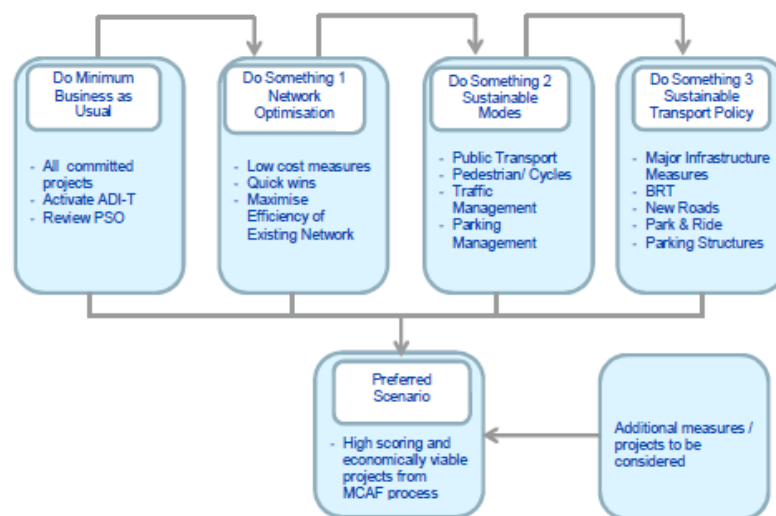 Do Minimum
Business as
Usual
- All committed
projects
- Activate ADI-T
- Review PSO
Do Something 1
Network
Optimisation
- Low cost measures
- Quick wins
- Maximise
Efficiency of
Existing Network
Do Something 2
Sustainable
Modes
- Public Transport
- Pedestrian/ Cycles
- Traffic
Management
- Parking
Management
Do Something 3
Sustainable
Transport Policy
- Major Infrastructure
Measures
- BRT
- New Roads
- Park & Ride
- Parking Structures
Preferred
Scenario
- High scoring and
economically viable
projects from
MCAF process
Additional measures /
projects to be
considered